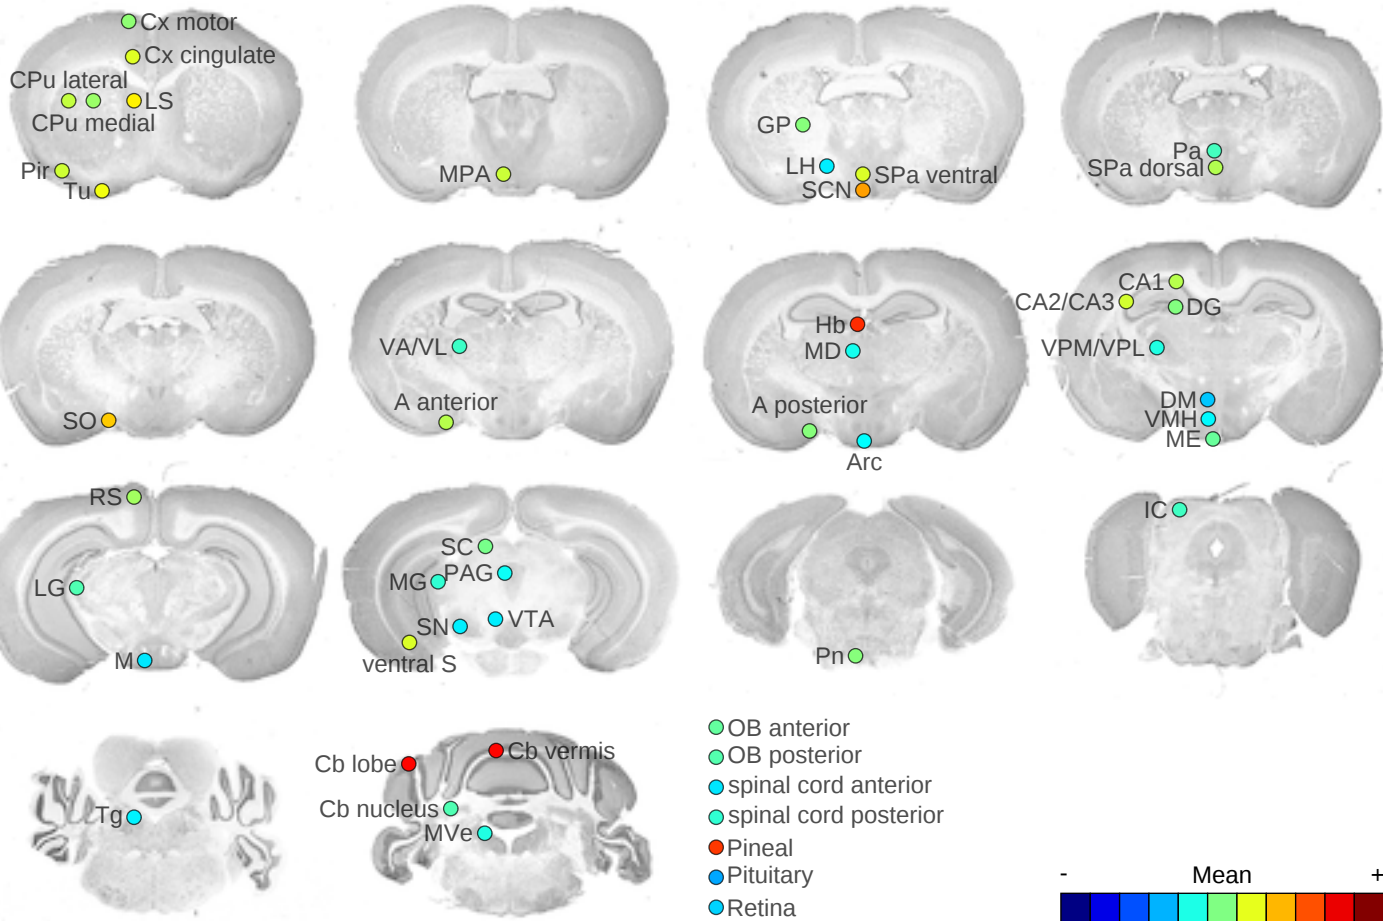 Cx motor
Cx cingulate
CPu lateral
LS
CPu medial
Pir
Tu
MPA
GP
LH
SPa ventral
SCN
Pa
SPa dorsal
SO
VA/VL
A anterior
Hb
MD
A posterior
Arc
CA1
CA2/CA3
DG
VPM/VPL
DM
VMH
ME
RS
LG
M
SC
MG
PAG
SN
VTA
ventral S
Pn
IC
Tg
Cb lobe
Cb vermis
Cb nucleus
MVe
OB anterior
OB posterior
spinal cord anterior
spinal cord posterior
Pineal
Pituitary
Retina
- Mean +